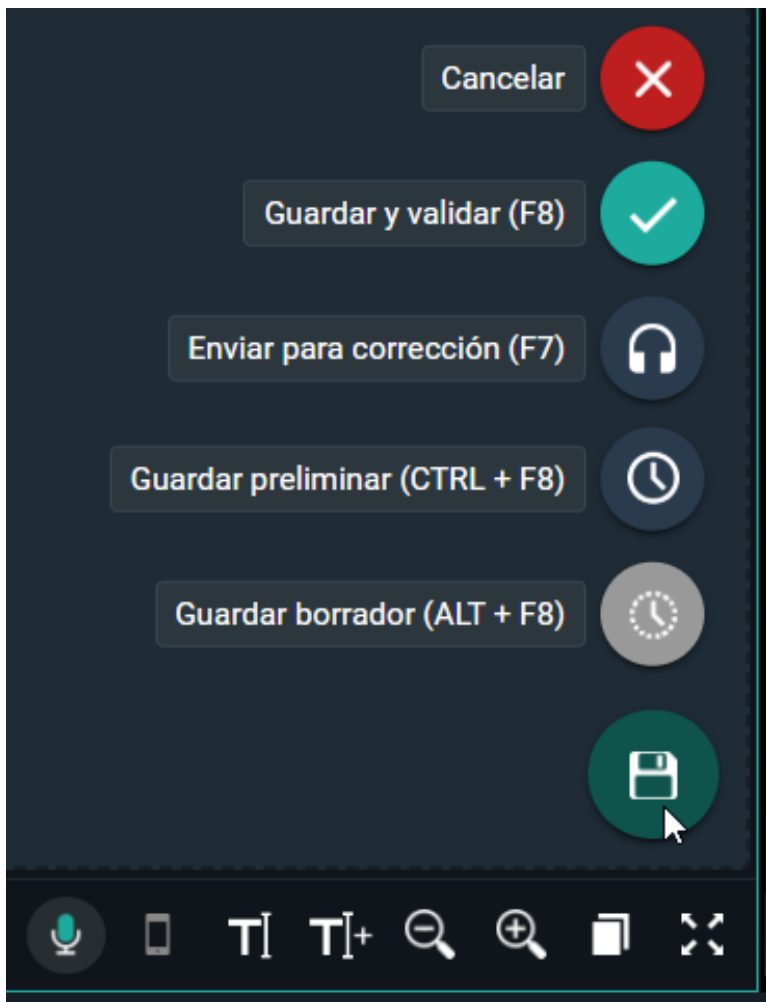 Cancelar
Guardar y validar (F8)
Enviar para corrección (F7)
Guardar preliminar (CTRL + F8)
Guardar borrador (ALT + F8)